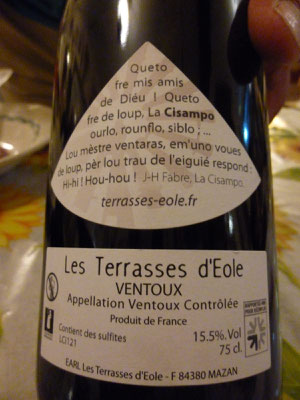 Queto
fre mis amis
de Diéu ! Queto
fre de loup, La Cisampo
ourlo, rounflo, siblo ; ...
Lou mèstre ventaras, em'uno voues
de loup, pèr lou trau de l'eiguié respond :
Hi-hi ! Hou-hou ! J-H Fabre, La Cisampo.
terrasses-eole.fr
Les Terrasses d'Eole
VENTOUX
Appellation Ventoux Contrôlée
Produit de France
Contient des sulfites
LCI121
15.5%.Vol
75 cl.
EARL Les Terrasses d'Eole - F 84380 MAZAN